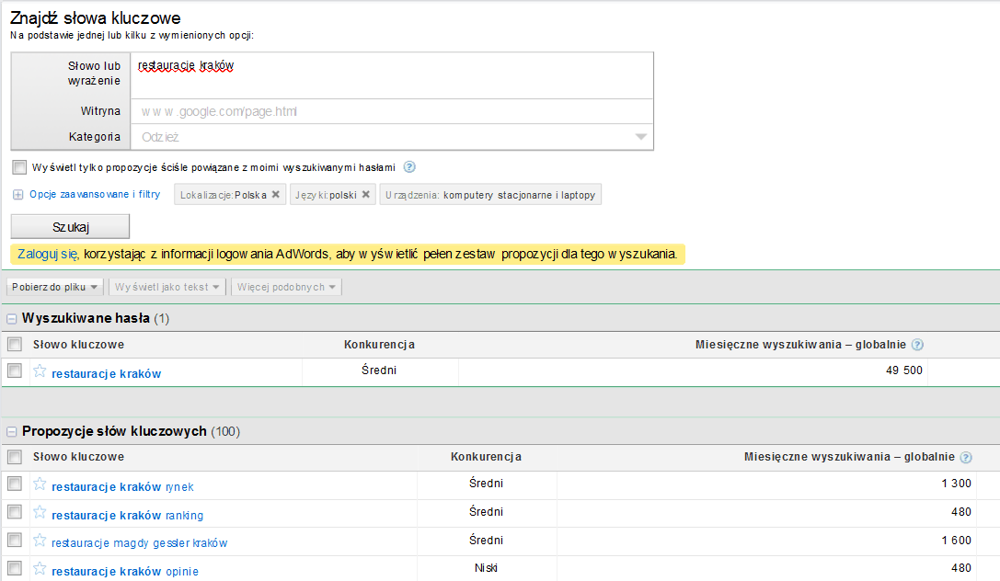 Znajdź słowa kluczowe
Na podstawie jednej lub kilku z wymienionych opcji:
Słowo lub wyrażenie
restauracje kraków
Witryna
www.google.com/page.html
Kategoria
Odzież
Wyświetl tylko propozycje ściśle powiązane z moimi wyszukiwanymi hasłami ?
Opcje zaawansowane i filtry Lokalizacje: Polska × Języki: polski × Urządzenia: komputery stacjonarne i laptopy
Szukaj
Zaloguj się, korzystając z informacji logowania AdWords, aby wyświetlić pełen zestaw propozycji dla tego wyszukania.
Pobierz do pliku Wyświetl jako tekst Więcej podobnych
Wyszukiwane hasła (1)
Słowo kluczowe Konkurencja Miesięczne wyszukiwania – globalnie ?
restauracje kraków Średni 49 500
Propozycje słów kluczowych (100)
Słowo kluczowe Konkurencja Miesięczne wyszukiwania – globalnie ?
restauracje kraków rynek Średni 1 300
restauracje kraków ranking Średni 480
restauracje magdy gessler kraków Średni 1 600
restauracje kraków opinie Niski 480